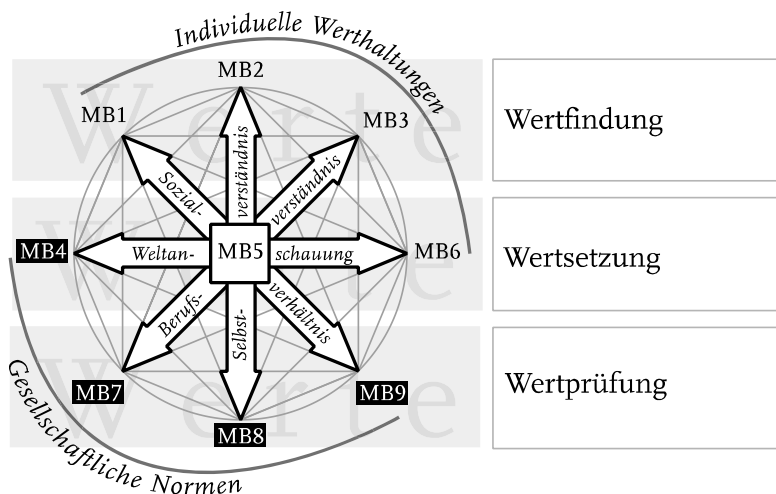 Individuelle Werthaltungen
MB2
MB1
MB3
Werte
Wertfindung
Sozial-
verständnis
verständnis
MB4
Weltan-
MB5
schauung
MB6
Werte
Wertsetzung
Berufs-
Selbst-
verhältnis
MB7
MB8
MB9
Werte
Wertprüfung
Gesellschaftliche Normen